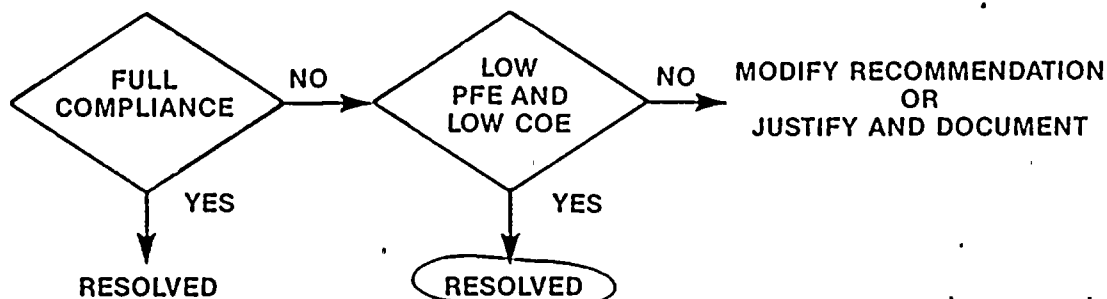 FULL
COMPLIANCE
NO
LOW
PFE AND
LOW COE
NO
MODIFY RECOMMENDATION
OR
JUSTIFY AND DOCUMENT
YES
YES
RESOLVED
RESOLVED